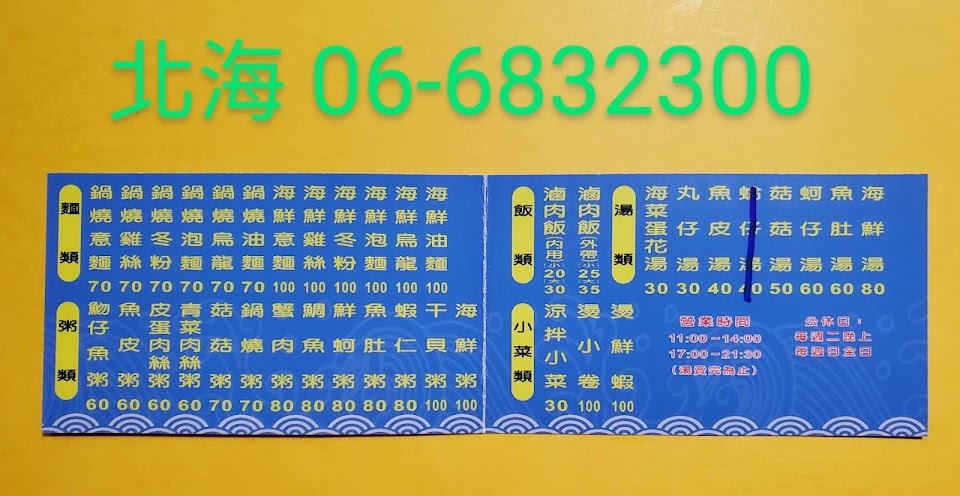 北海 06-6832300
麵類
鍋燒意麵 70
鍋燒雞絲 70
鍋燒冬粉 70
鍋燒泡麵 70
鍋燒烏龍 70
鍋燒油麵 70
海鮮意麵 100
海鮮雞絲 100
海鮮冬粉 100
海鮮泡麵 100
海鮮烏龍 100
海鮮油麵 100
粥類
魩仔魚粥 60
魚皮粥 60
皮蛋肉絲粥 60
青菜肉絲粥 60
菇菇粥 70
鍋燒粥 70
蟹肉粥 80
鯛魚粥 80
鮮蚵粥 80
魚肚粥 80
蝦仁粥 80
干貝粥 100
海鮮粥 100
飯類
滷肉飯 內用 (小) 20 (大) 30
滷肉飯 外帶 (小) 25 (大) 35
湯類
海菜蛋花湯 30
丸仔湯 30
魚皮湯 40
蛤仔湯 40
菇菇湯 50
蚵仔湯 60
魚肚湯 60
海鮮湯 80
小菜類
涼拌小菜 30
燙小卷 100
燙鮮蝦 100
營業時間
11:00~14:00
17:00~21:30
(湯賣完為止)
公休日:
每週二晚上
每週日全日